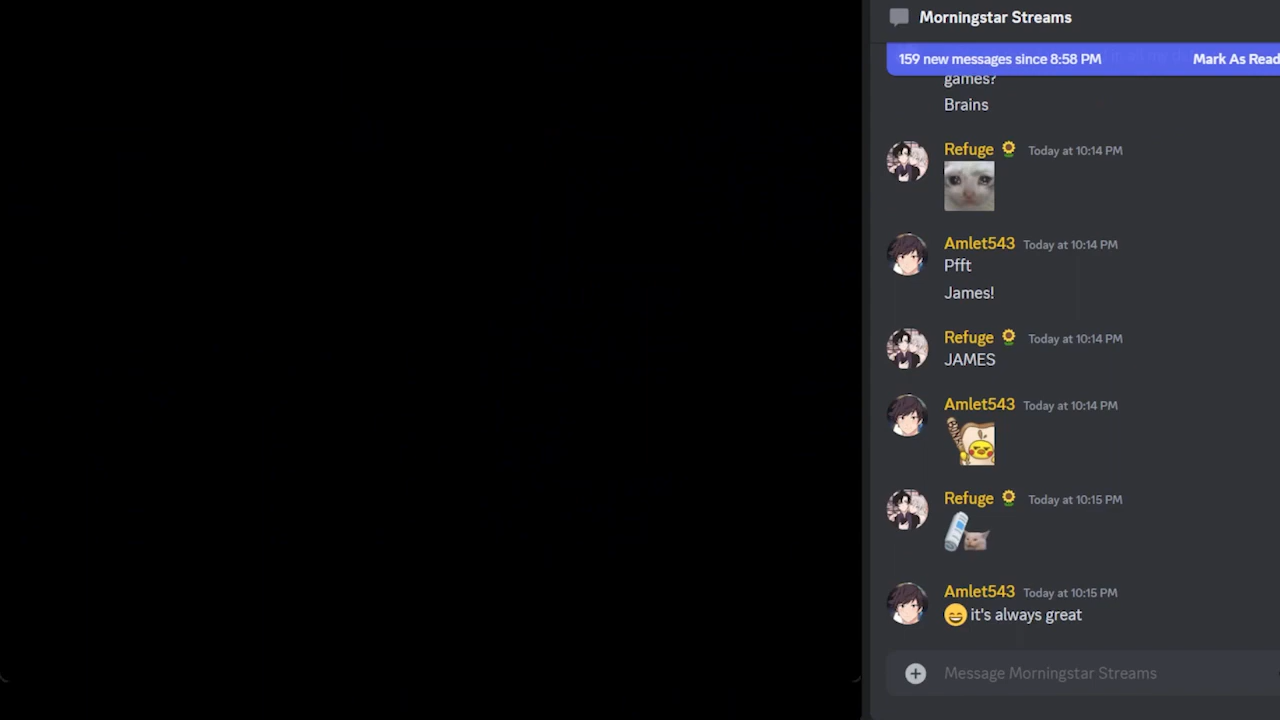 Morningstar Streams
159 new messages since 8:58 PM
Mark As Read
games?
Brains
Refuge 🌻 Today at 10:14 PM
Amlet543 Today at 10:14 PM
Pfft
James!
Refuge 🌻 Today at 10:14 PM
JAMES
Amlet543 Today at 10:14 PM
Refuge 🌻 Today at 10:15 PM
Amlet543 Today at 10:15 PM
😄 it's always great
Message Morningstar Streams